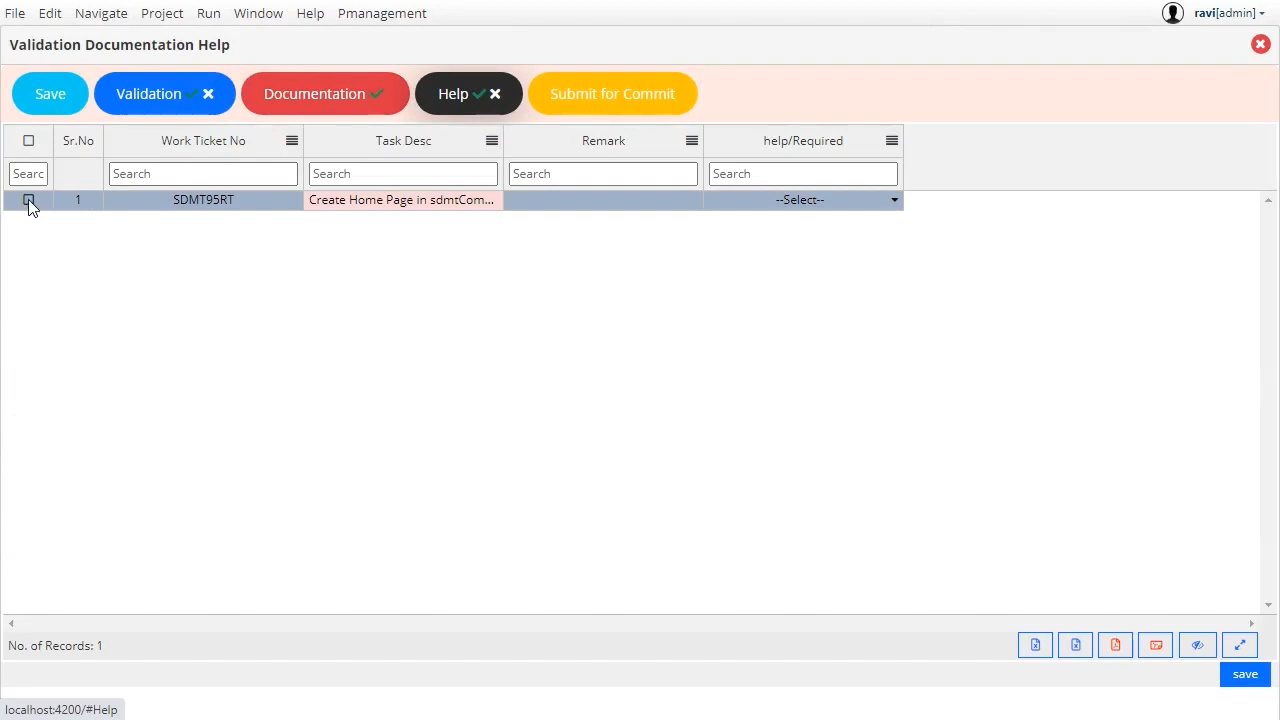 File Edit Navigate Project Run Window Help Pmanagement ravi[admin]
Validation Documentation Help
Save Validation Documentation Help Submit for Commit
Sr.No Work Ticket No Task Desc Remark help/Required
Searc Search Search Search Search
1 SDMT95RT Create Home Page in sdmtCom... --Select--
No. of Records: 1
save
localhost:4200/#Help